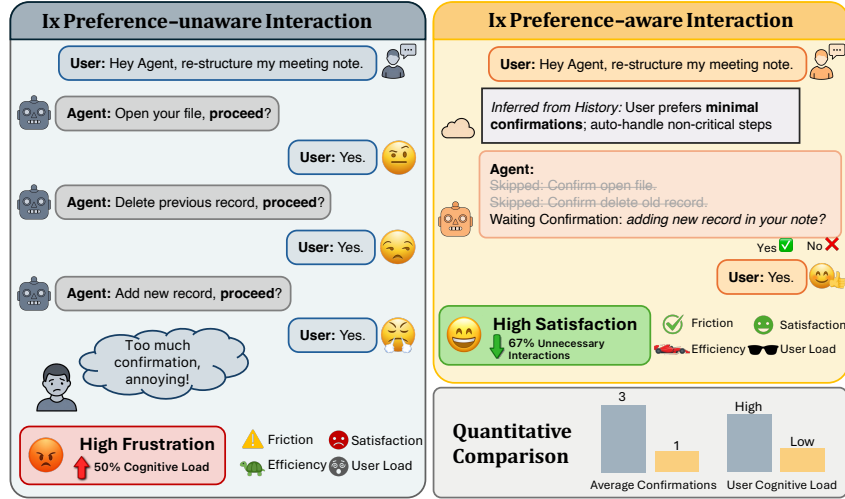 Ix Preference-unaware Interaction
User: Hey Agent, re-structure my meeting note.
Agent: Open your file, proceed?
User: Yes.
Agent: Delete previous record, proceed?
User: Yes.
Agent: Add new record, proceed?
User: Yes.
Too much
confirmation,
annoying!
High Frustration
50% Cognitive Load
Friction
Satisfaction
Efficiency
User Load
Ix Preference-aware Interaction
User: Hey Agent, re-structure my meeting note.
Inferred from History: User prefers minimal
confirmations; auto-handle non-critical steps
Agent:
Skipped: Confirm open file.
Skipped: Confirm delete old record.
Waiting Confirmation: adding new record in your note?
Yes No
User: Yes.
High Satisfaction
67% Unnecessary
Interactions
Friction
Satisfaction
Efficiency
User Load
Quantitative
Comparison
3
1
Average Confirmations
High
Low
User Cognitive Load